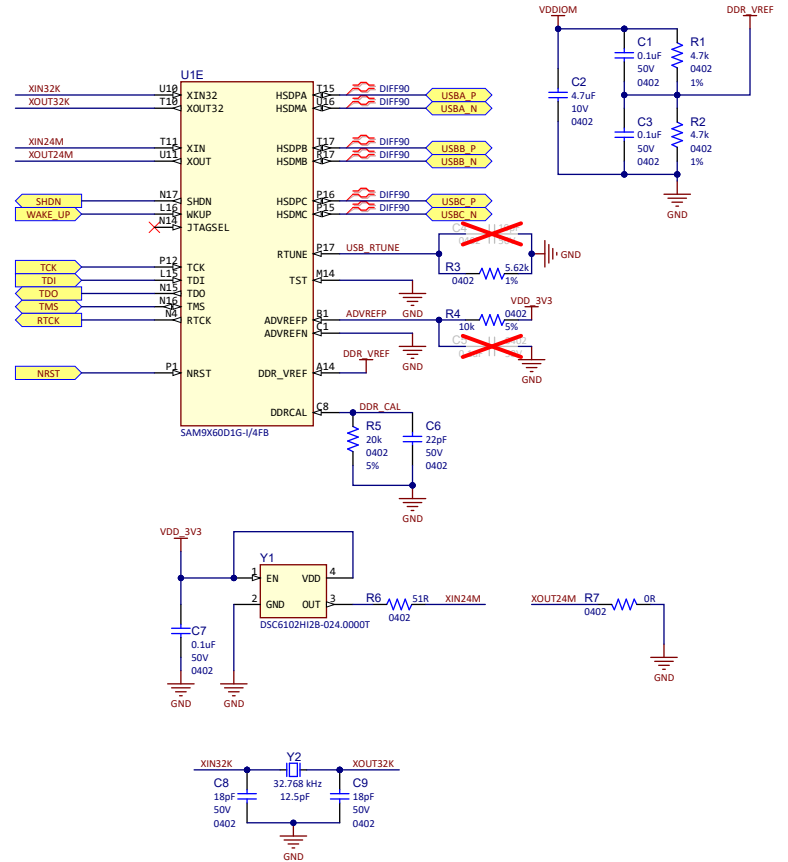 VDDIOM
DDR_VREF
C1
0.1uF
50V
0402
R1
4.7k
0402
1%
C2
4.7uF
10V
0402
C3
0.1uF
50V
0402
R2
4.7k
0402
1%
GND
U1E
XIN32K U10 XIN32
XOUT32K T10 XOUT32
XIN24M T11 XIN
XOUT24M U11 XOUT
SHDN N17 SHDN
WAKE_UP L16 WKUP
N14 JTAGSEL
TCK P12 TCK
TDI L15 TDI
TDO N15 TDO
TMS N16 TMS
RTCK N4 RTCK
NRST P1 NRST
HSDPA T15 DIFF90 USBA_P
HSDMA U16 DIFF90 USBA_N
HSDPB T17 DIFF90 USBB_P
HSDMB R17 DIFF90 USBB_N
HSDPC P16 DIFF90 USBC_P
HSDMC P15 DIFF90 USBC_N
RTUNE P17 USB_RTUNE
GND
R3
0402
5.62k
1%
TST M14
GND
VDD_3V3
ADVREFP B1 ADVREFP
R4
10k
0402
5%
ADVREFN C1
GND
GND
DDR_VREF
DDR_VREF A14
DDRCAL C8 DDR_CAL
SAM9X60D1G-I/4FB
R5
20k
0402
5%
C6
22pF
50V
0402
GND
VDD_3V3
Y1
1 EN VDD 4
2 GND OUT 3
DSC6102HI2B-024.0000T
R6
51R
0402
XIN24M
XOUT24M
R7
0R
0402
C7
0.1uF
50V
0402
GND
GND
GND
XIN32K
Y2
XOUT32K
32.768 kHz
12.5pF
C8
18pF
50V
0402
C9
18pF
50V
0402
GND